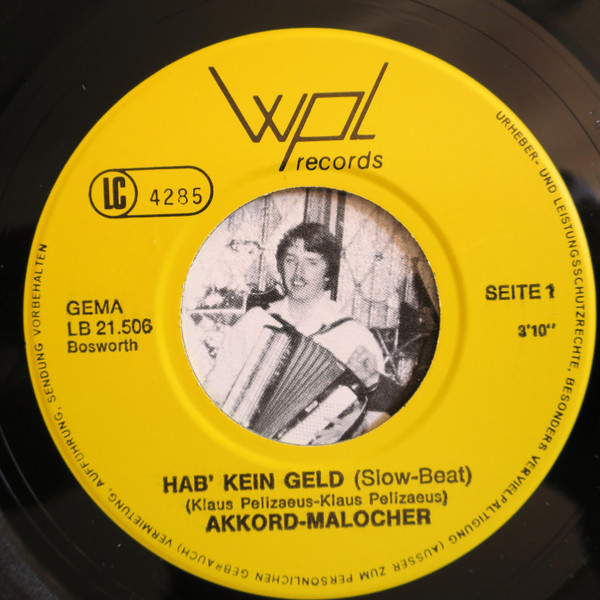 wpl
records
LC 4285
GEMA
LB 21.506
Bosworth
SEITE 1
3'10"
HAB' KEIN GELD (Slow-Beat)
(Klaus Pelizaeus-Klaus Pelizaeus)
AKKORD-MALOCHER
URHEBER- UND LEISTUNGSSCHUTZRECHTE, BESONDERS VERVIELFÄLTIGUNG (AUSSER ZUM PERSÖNLICHEN GEBRAUCH) VERMIETUNG, AUFFÜHRUNG, SENDUNG VORBEHALTEN